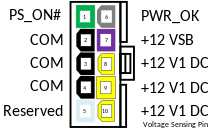 PS_ON# 1 6 PWR_OK
COM 2 7 +12 VSB
COM 3 8 +12 V1 DC
COM 4 9 +12 V1 DC
Reserved 5 10 +12 V1 DC
Voltage Sensing Pin